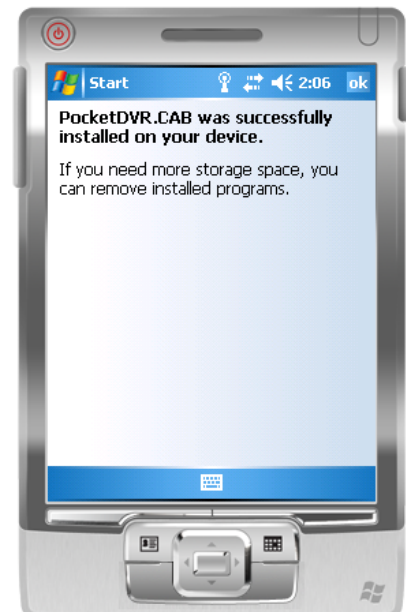 Start 2:06 ok
PocketDVR.CAB was successfully
installed on your device.
If you need more storage space, you
can remove installed programs.